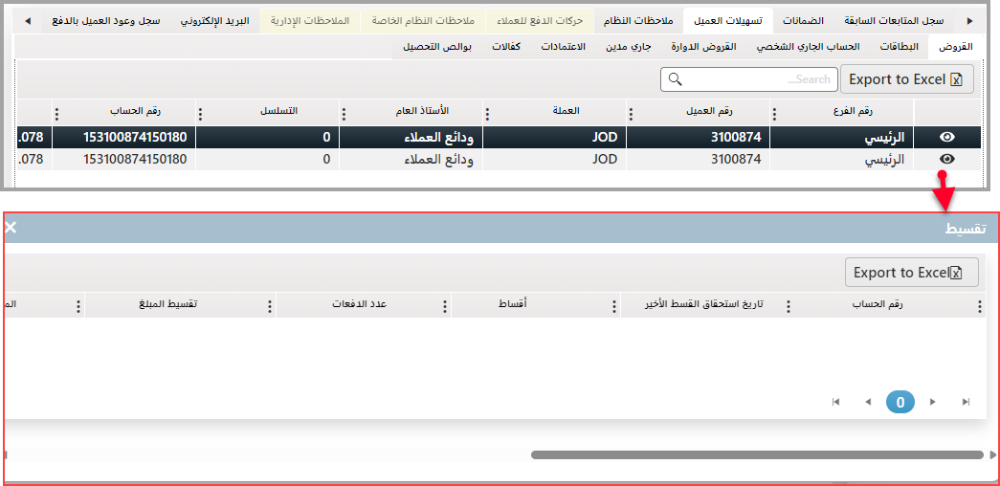 سجل المتابعات السابقة الضمانات تسهيلات العميل ملاحظات النظام حركات الدفع للعملاء ملاحظات النظام الخاصة الملاحظات الإدارية البريد الإلكتروني سجل وعود العميل بالدفع
القروض البطاقات الحساب الجاري الشخصي القروض الدوارة جاري مدين الاعتمادات كفالات بوالص التحصيل
Export to Excel Search...
رقم الفرع رقم العميل العملة الأستاذ العام التسلسل رقم الحساب
الرئيسي 3100874 JOD ودائع العملاء 0 153100874150180 .078
الرئيسي 3100874 JOD ودائع العملاء 0 153100874150180 .078
تقسيط
Export to Excel
رقم الحساب تاريخ استحقاق القسط الأخير أقساط عدد الدفعات تقسيط المبلغ الم
0